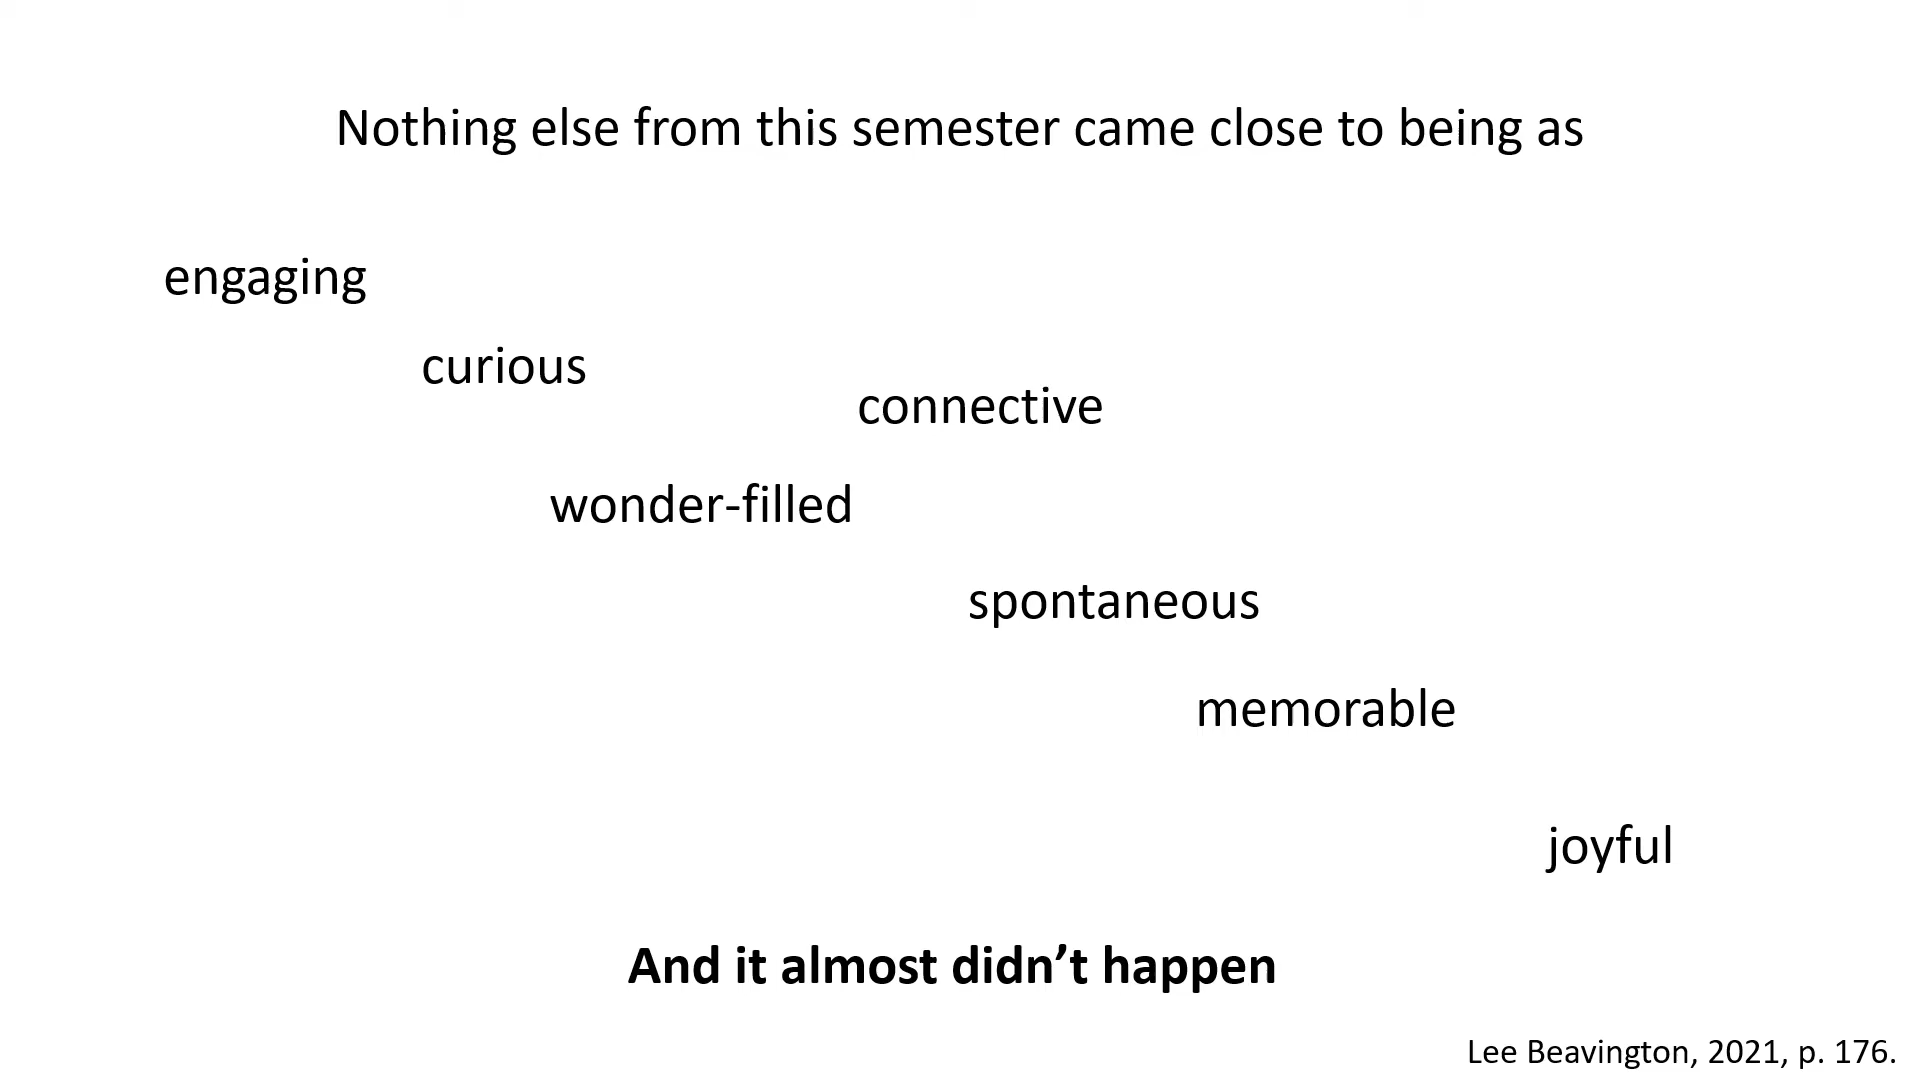 Nothing else from this semester came close to being as
engaging
curious
connective
wonder-filled
spontaneous
memorable
joyful
And it almost didn’t happen
Lee Beavington, 2021, p. 176.